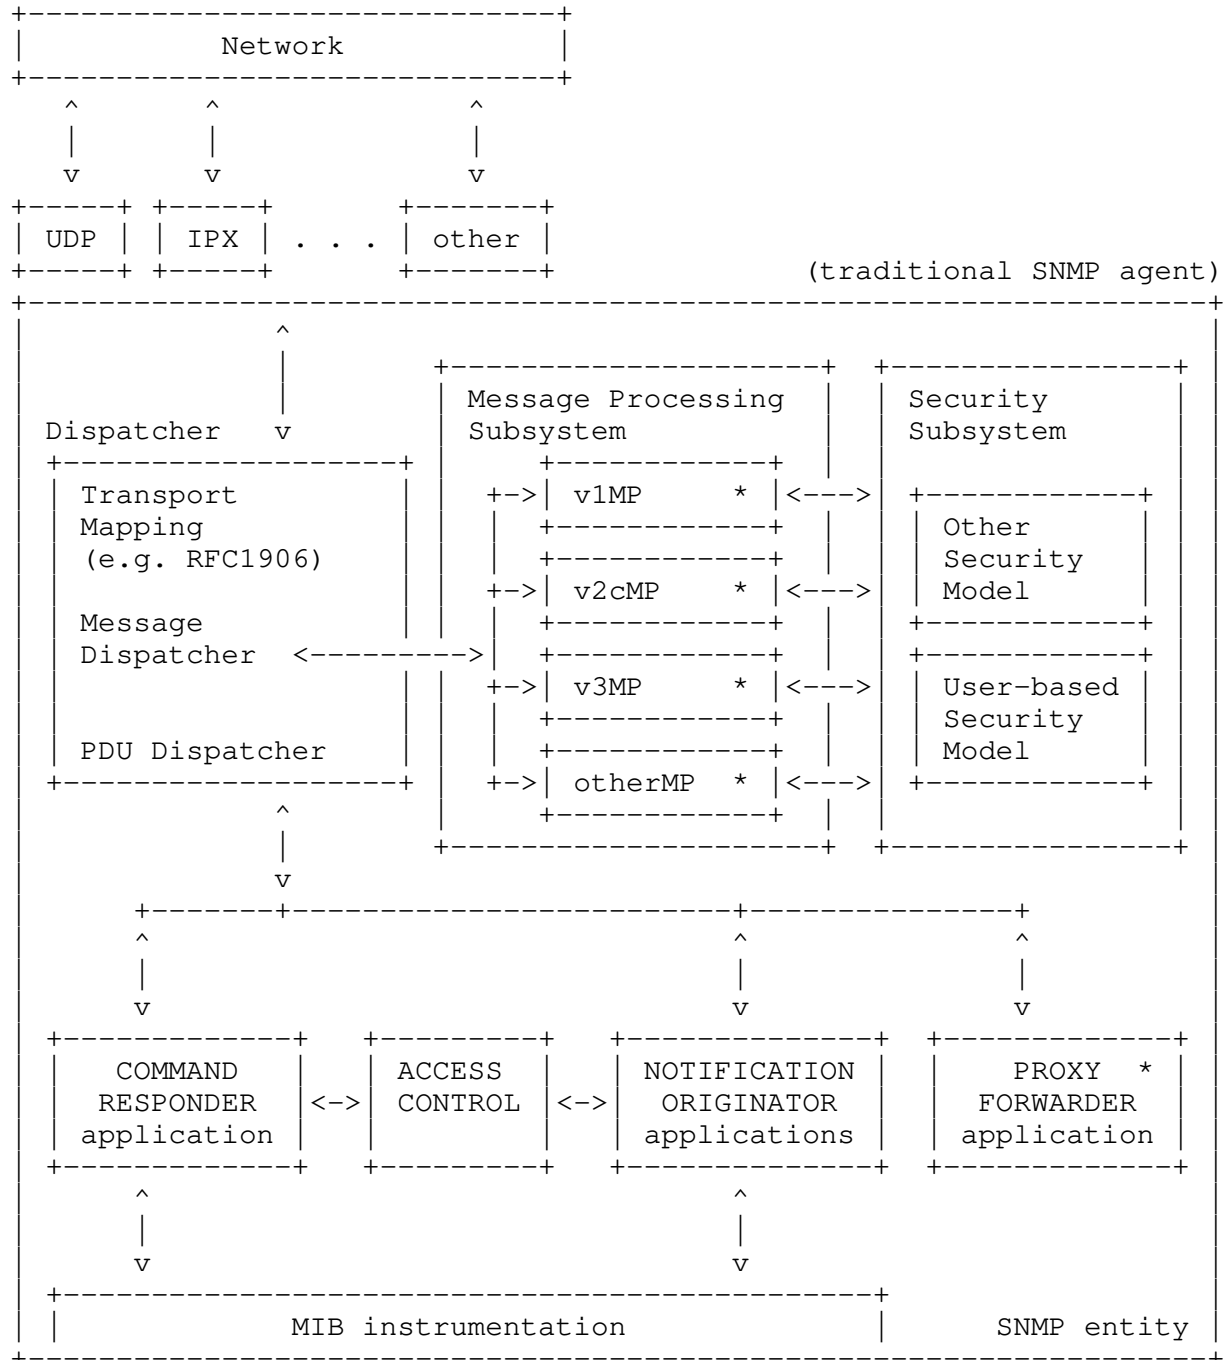 Network
UDP IPX . . . other
(traditional SNMP agent)
Message Processing Security
Dispatcher Subsystem Subsystem
Transport v1MP *
Mapping Other
(e.g. RFC1906) Security
v2cMP * Model
Message
Dispatcher
v3MP * User-based
Security
PDU Dispatcher Model
otherMP *
COMMAND ACCESS NOTIFICATION PROXY *
RESPONDER CONTROL ORIGINATOR FORWARDER
application applications application
MIB instrumentation SNMP entity